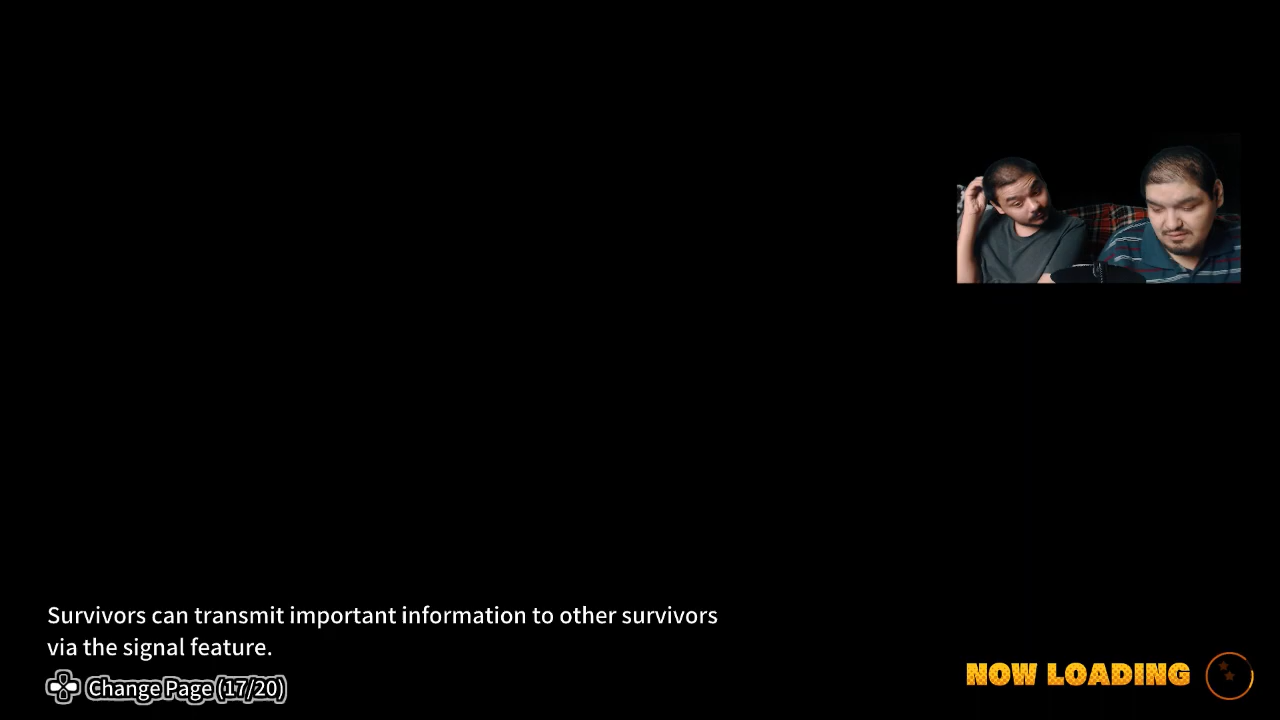 Survivors can transmit important information to other survivors
via the signal feature.
Change Page (17/20)
NOW LOADING